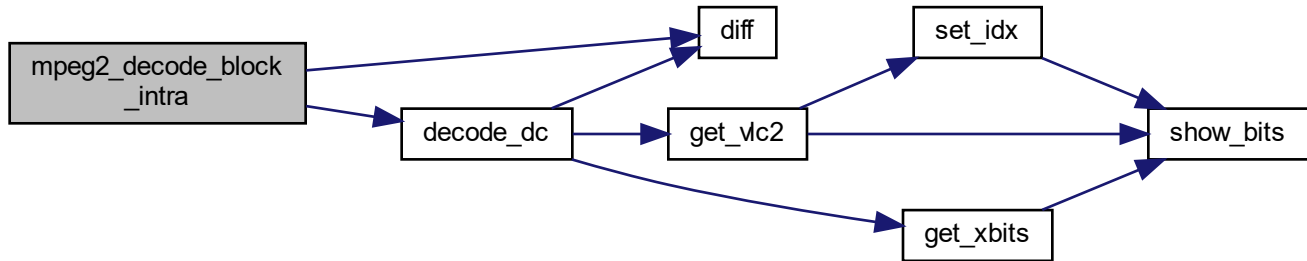 mpeg2_decode_block
_intra
diff
decode_dc
get_vlc2
set_idx
show_bits
get_xbits